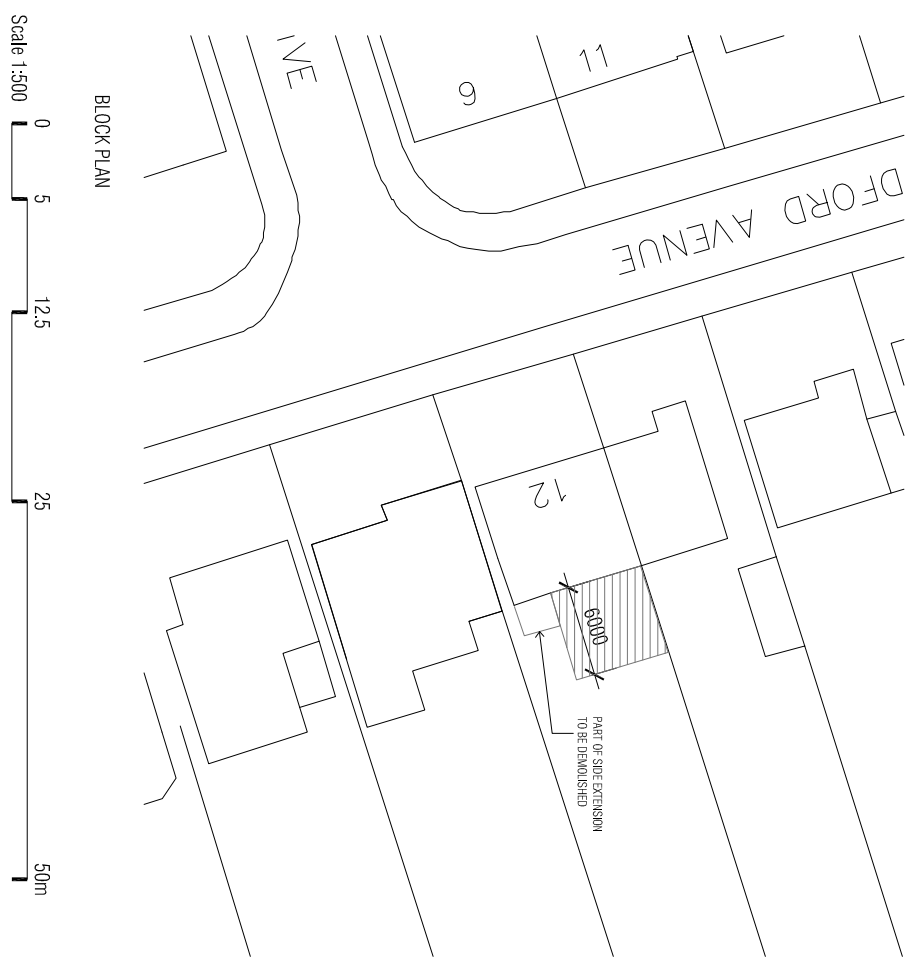 IVE
9
11
DFORD AVENUE
12
6000
PART OF SIDE EXTENSION
TO BE DEMOLISHED
BLOCK PLAN
Scale 1:500
0
5
12.5
25
50m